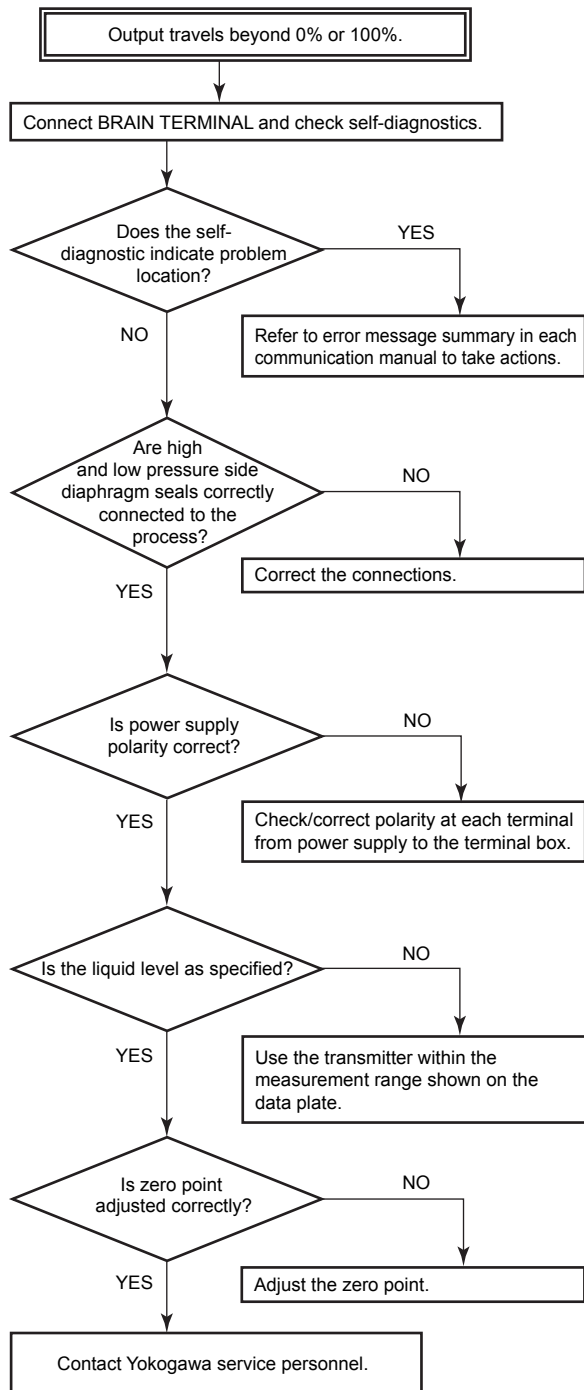 Output travels beyond 0% or 100%.
Connect BRAIN TERMINAL and check self-diagnostics.
Does the self-
diagnostic indicate problem
location?
YES
NO
Refer to error message summary in each
communication manual to take actions.
Are high
and low pressure side
diaphragm seals correctly
connected to the
process?
NO
YES
Correct the connections.
Is power supply
polarity correct?
NO
YES
Check/correct polarity at each terminal
from power supply to the terminal box.
Is the liquid level as specified?
NO
YES
Use the transmitter within the
measurement range shown on the
data plate.
Is zero point
adjusted correctly?
NO
YES
Adjust the zero point.
Contact Yokogawa service personnel.